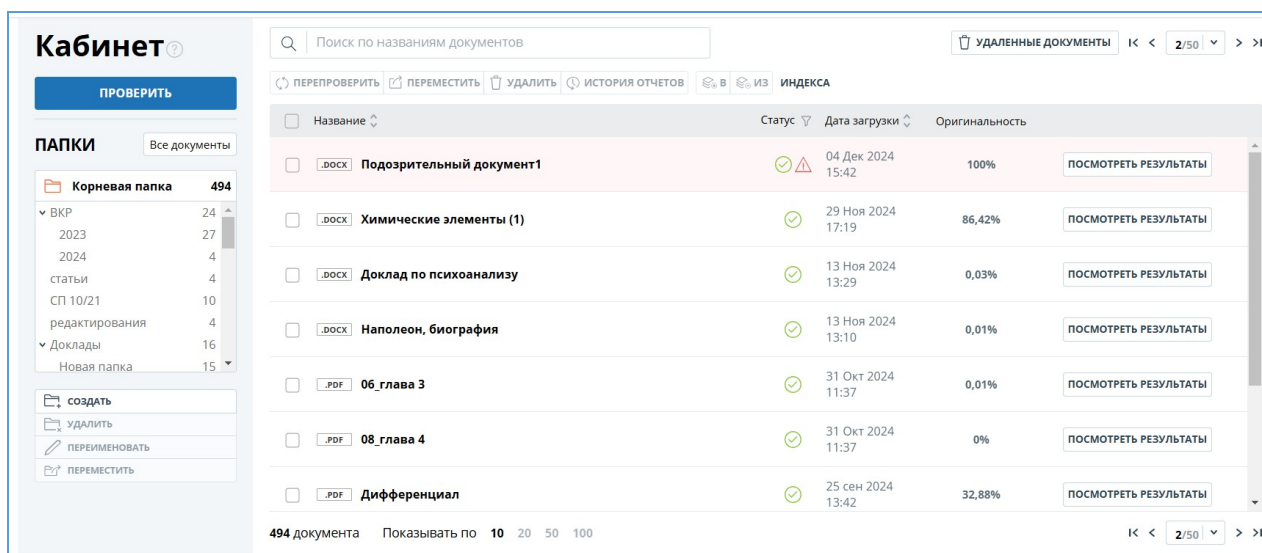 Кабинет ?
ПРОВЕРИТЬ
ПАПКИ Все документы
Корневая папка 494
ВКР 24
2023 27
2024 4
статьи 4
СП 10/21 10
редактирования 4
Доклады 16
Новая папка 15
СОЗДАТЬ
УДАЛИТЬ
ПЕРЕИМЕНОВАТЬ
ПЕРЕМЕСТИТЬ
Поиск по названиям документов
УДАЛЕННЫЕ ДОКУМЕНТЫ 2/50
ПЕРЕПРОВЕРИТЬ ПЕРЕМЕСТИТЬ УДАЛИТЬ ИСТОРИЯ ОТЧЕТОВ В ИЗ ИНДЕКСА
Название Статус Дата загрузки Оригинальность
.DOCX Подозрительный документ1 04 Дек 2024 15:42 100% ПОСМОТРЕТЬ РЕЗУЛЬТАТЫ
.DOCX Химические элементы (1) 29 Ноя 2024 17:19 86,42% ПОСМОТРЕТЬ РЕЗУЛЬТАТЫ
.DOCX Доклад по психоанализу 13 Ноя 2024 13:29 0,03% ПОСМОТРЕТЬ РЕЗУЛЬТАТЫ
.DOCX Наполеон, биография 13 Ноя 2024 13:10 0,01% ПОСМОТРЕТЬ РЕЗУЛЬТАТЫ
.PDF 06_глава 3 31 Окт 2024 11:37 0,01% ПОСМОТРЕТЬ РЕЗУЛЬТАТЫ
.PDF 08_глава 4 31 Окт 2024 11:37 0% ПОСМОТРЕТЬ РЕЗУЛЬТАТЫ
.PDF Дифференциал 25 сен 2024 13:42 32,88% ПОСМОТРЕТЬ РЕЗУЛЬТАТЫ
494 документа Показывать по 10 20 50 100 2/50